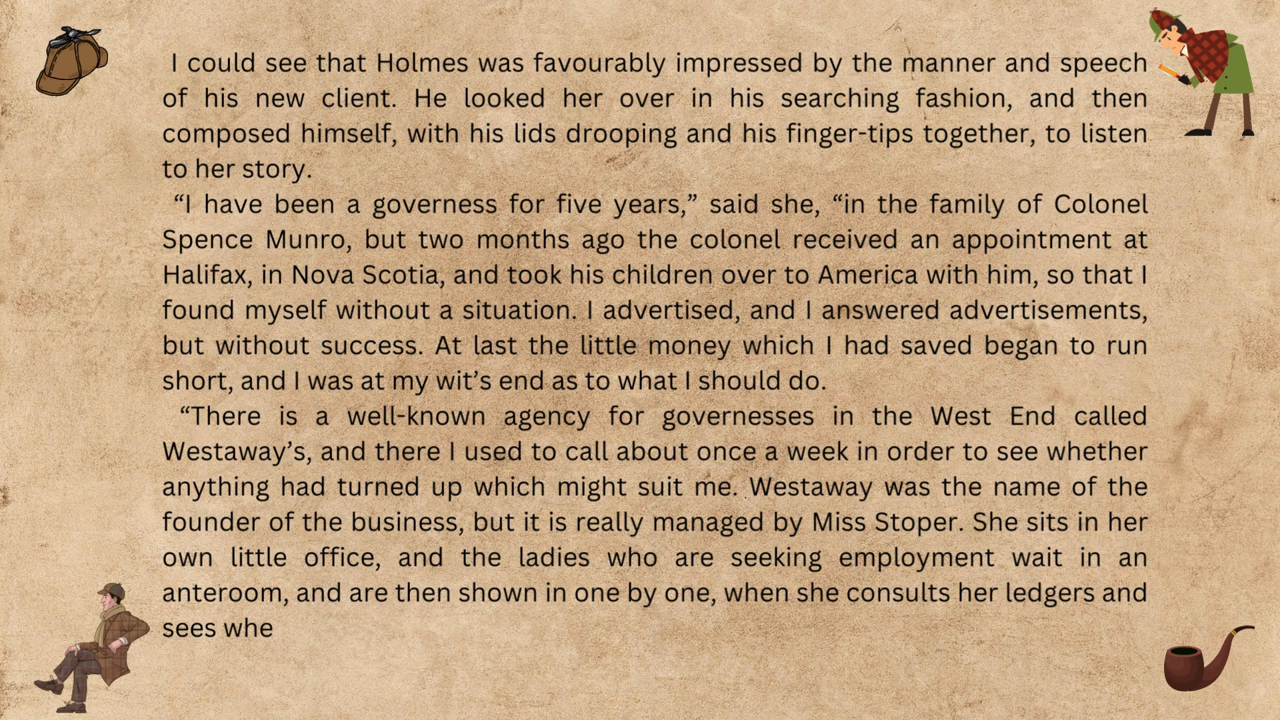 I could see that Holmes was favourably impressed by the manner and speech
of his new client. He looked her over in his searching fashion, and then
composed himself, with his lids drooping and his finger-tips together, to listen
to her story.
“I have been a governess for five years,” said she, “in the family of Colonel
Spence Munro, but two months ago the colonel received an appointment at
Halifax, in Nova Scotia, and took his children over to America with him, so that I
found myself without a situation. I advertised, and I answered advertisements,
but without success. At last the little money which I had saved began to run
short, and I was at my wit’s end as to what I should do.
“There is a well-known agency for governesses in the West End called
Westaway’s, and there I used to call about once a week in order to see whether
anything had turned up which might suit me. Westaway was the name of the
founder of the business, but it is really managed by Miss Stoper. She sits in her
own little office, and the ladies who are seeking employment wait in an
anteroom, and are then shown in one by one, when she consults her ledgers and
sees whe